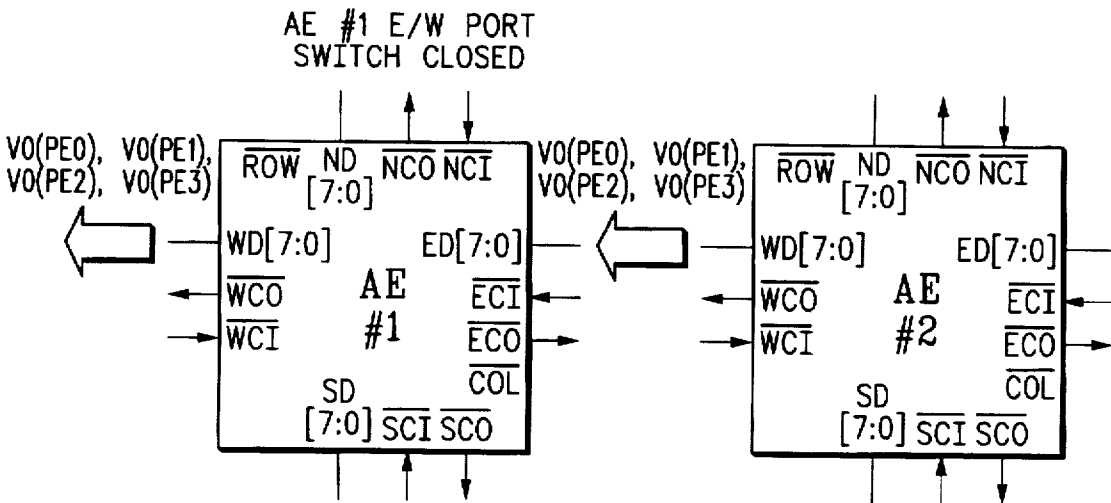 AE #1 E/W PORT
SWITCH CLOSED
V0(PE0), V0(PE1),
V0(PE2), V0(PE3)
ROW ND NCO NCI
[7:0]
WD[7:0] ED[7:0]
WCO AE ECI
WCI #1 ECO
COL
SD
[7:0] SCI SCO
V0(PE0), V0(PE1),
V0(PE2), V0(PE3)
ROW ND NCO NCI
[7:0]
WD[7:0] ED[7:0]
WCO AE ECI
WCI #2 ECO
COL
SD
[7:0] SCI SCO